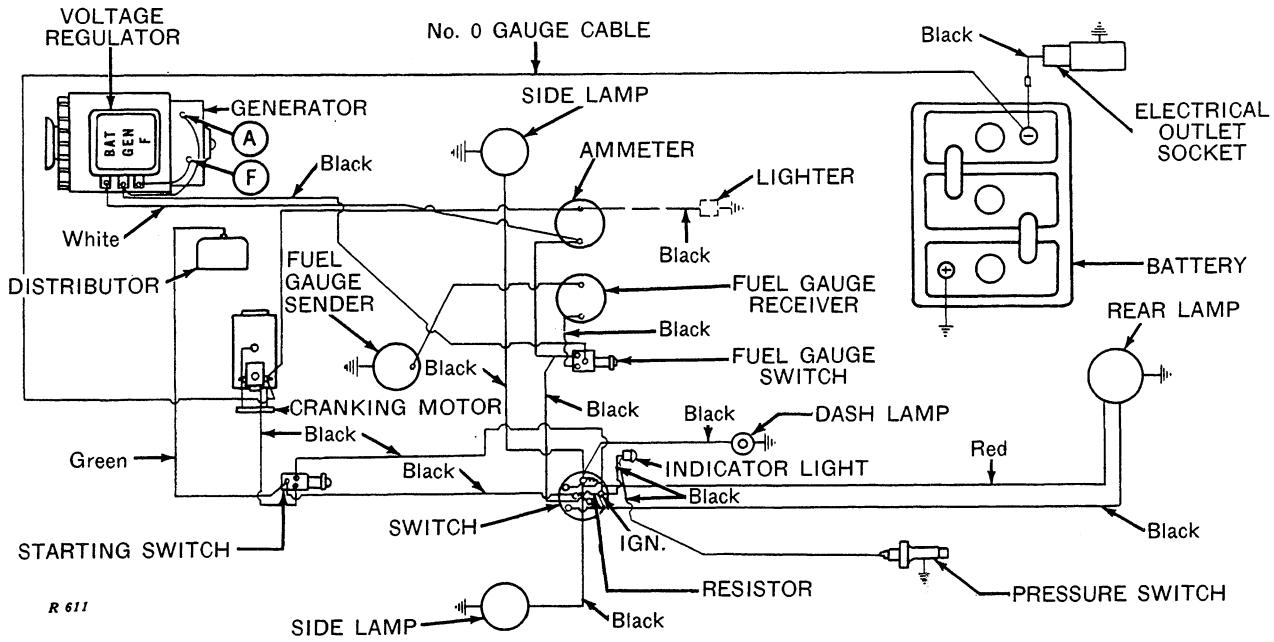 VOLTAGE
REGULATOR
No. 0 GAUGE CABLE
Black
ELECTRICAL
OUTLET
SOCKET
GENERATOR
SIDE LAMP
A
F
BAT
GEN
F
AMMETER
Black
LIGHTER
White
Black
DISTRIBUTOR
FUEL
GAUGE
SENDER
FUEL GAUGE
RECEIVER
BATTERY
REAR LAMP
Black
Black
FUEL GAUGE
SWITCH
CRANKING MOTOR
Black
Black
DASH LAMP
Black
Green
Black
INDICATOR LIGHT
Red
Black
SWITCH
IGN.
Black
STARTING SWITCH
RESISTOR
PRESSURE SWITCH
R 611
SIDE LAMP
Black